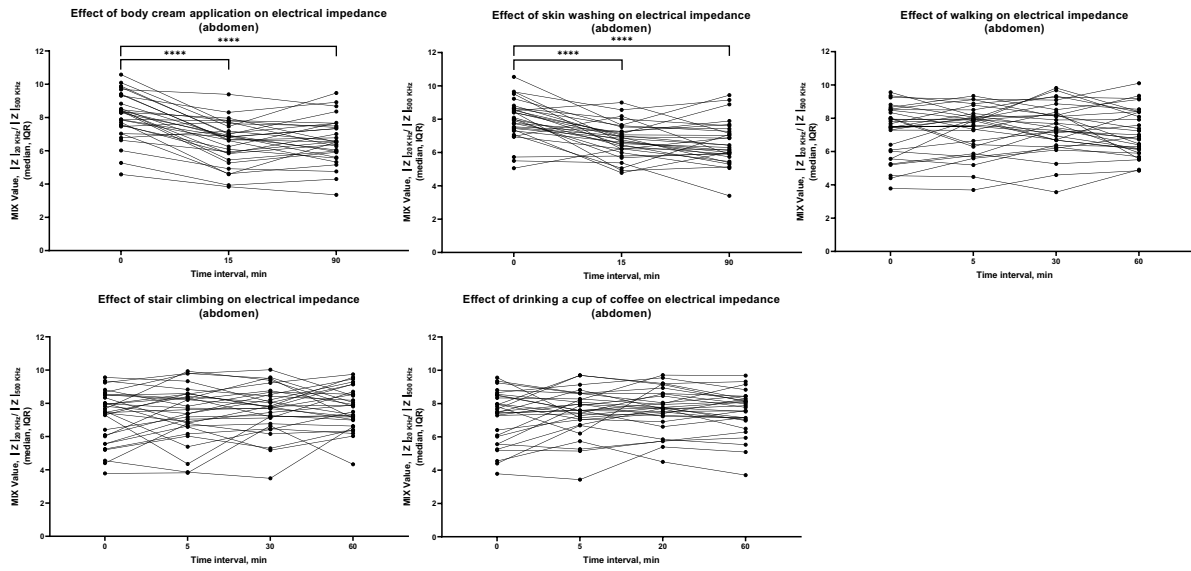 Effect of body cream application on electrical impedance
(abdomen)
MIX Value, |Z|20 KHz/ |Z|500 KHz
(median, IQR)
12
10
8
6
4
2
0
****
****
0
15
90
Time interval, min
Effect of skin washing on electrical impedance
(abdomen)
MIX Value, |Z|20 KHz/ |Z|500 KHz
(median, IQR)
12
10
8
6
4
2
0
****
****
0
15
90
Time interval, min
Effect of walking on electrical impedance
(abdomen)
MIX Value, |Z|20 KHz/ |Z|500 KHz
(median, IQR)
12
10
8
6
4
2
0
0
5
30
60
Time interval, min
Effect of stair climbing on electrical impedance
(abdomen)
MIX Value, |Z|20 KHz/ |Z|500 KHz
(median, IQR)
12
10
8
6
4
2
0
0
5
30
60
Time interval, min
Effect of drinking a cup of coffee on electrical impedance
(abdomen)
MIX Value, |Z|20 KHz/ |Z|500 KHz
(median, IQR)
12
10
8
6
4
2
0
0
5
20
60
Time interval, min